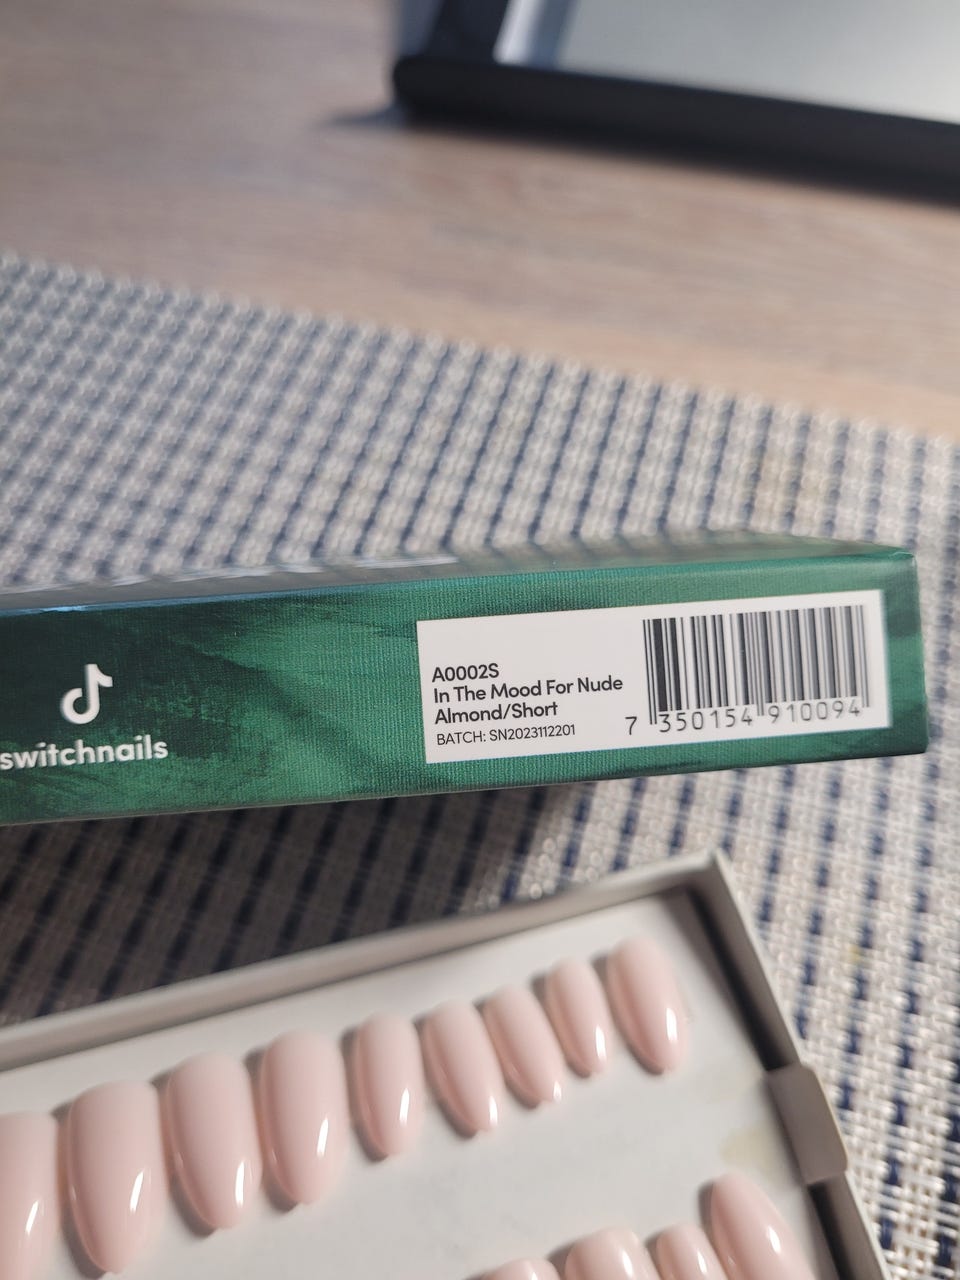 switchnails
A0002S
In The Mood For Nude
Almond/Short
BATCH: SN2023112201
7 350154 910094